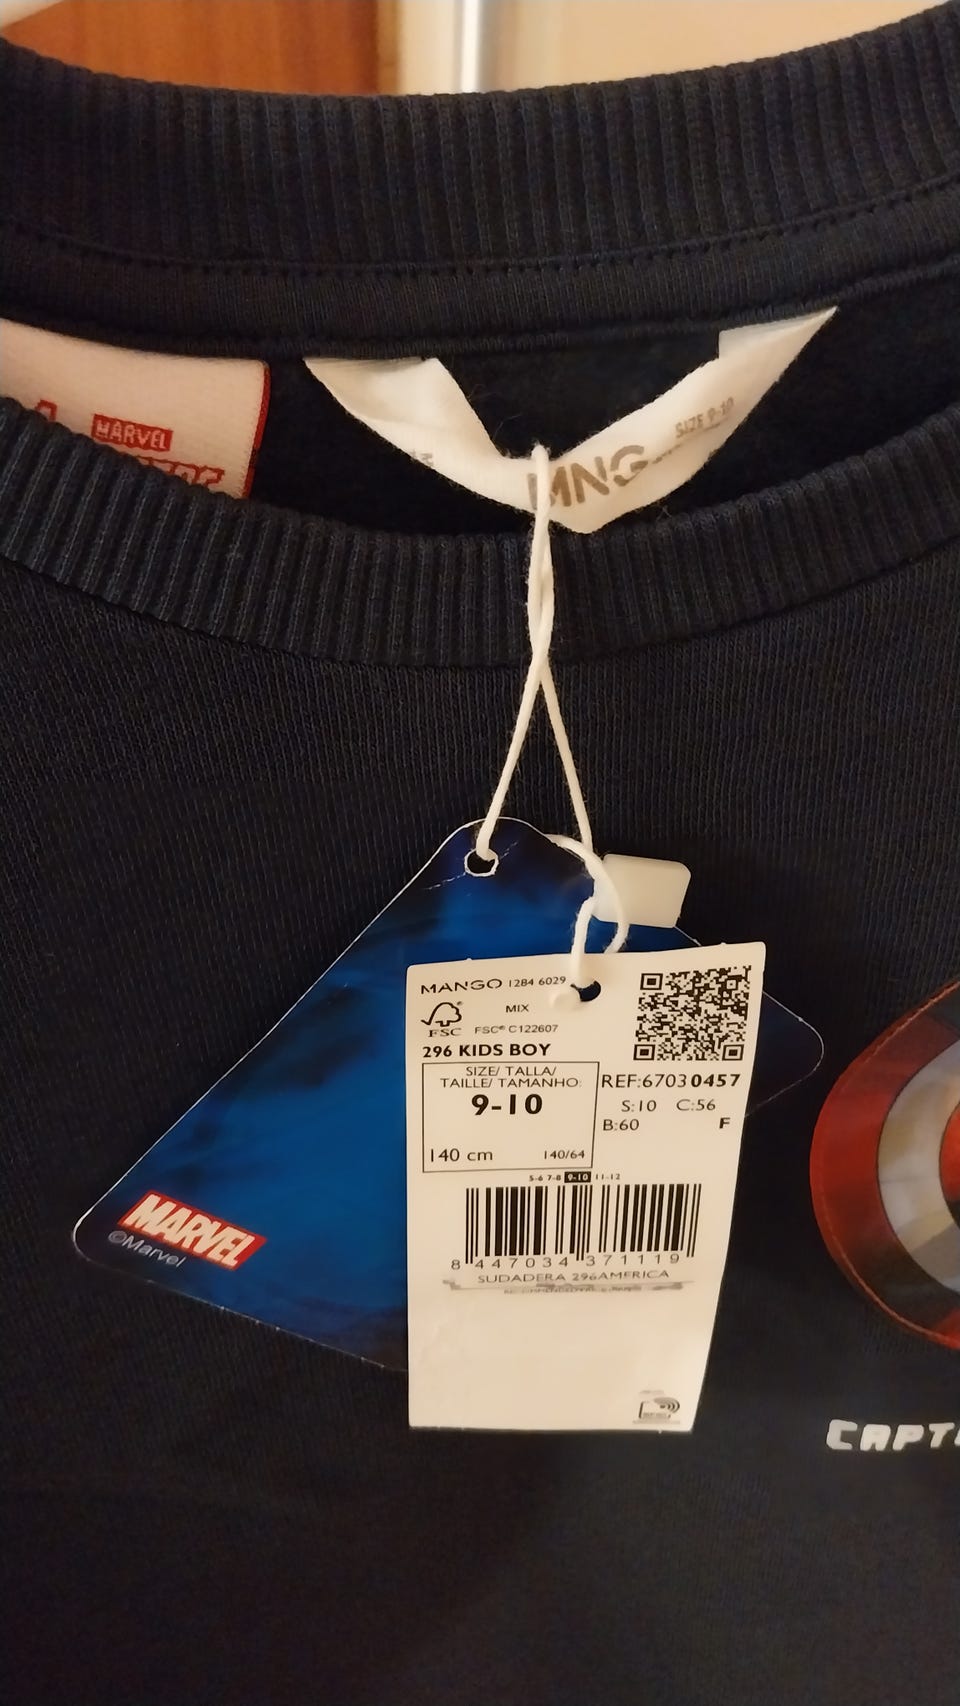 MARVEL
SIZE 9-10
MNG
MANGO 1284 6029
MIX
FSC
FSC® C122607
296 KIDS BOY
SIZE/ TALLA/
TAILLE/ TAMANHO:
9-10
140 cm 140/64
REF:67030457
S:10 C:56
B:60 F
5-6 7-8 9-10 11-12
8 447034 371119
SUDADERA 296AMERICA
MARVEL
©Marvel
CAPT